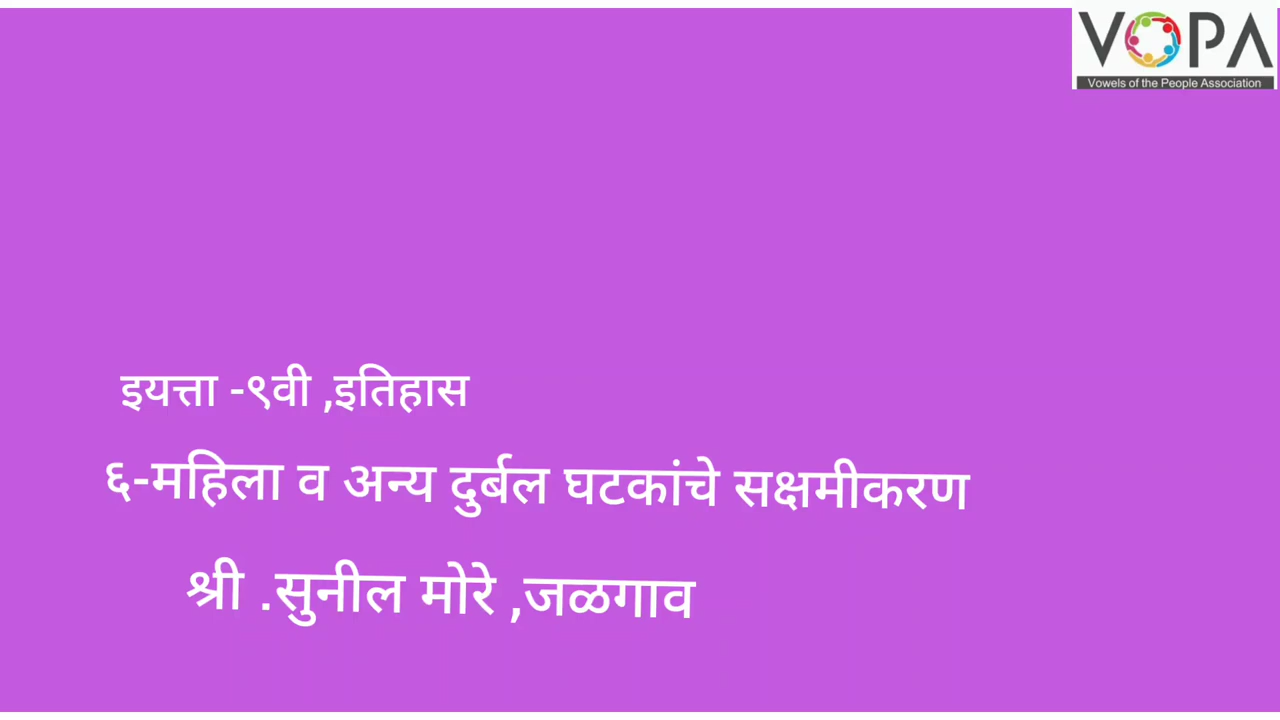 VOPA
Vowels of the People Association
इयत्ता -९वी ,इतिहास
६-महिला व अन्य दुर्बल घटकांचे सक्षमीकरण
श्री .सुनील मोरे ,जळगाव